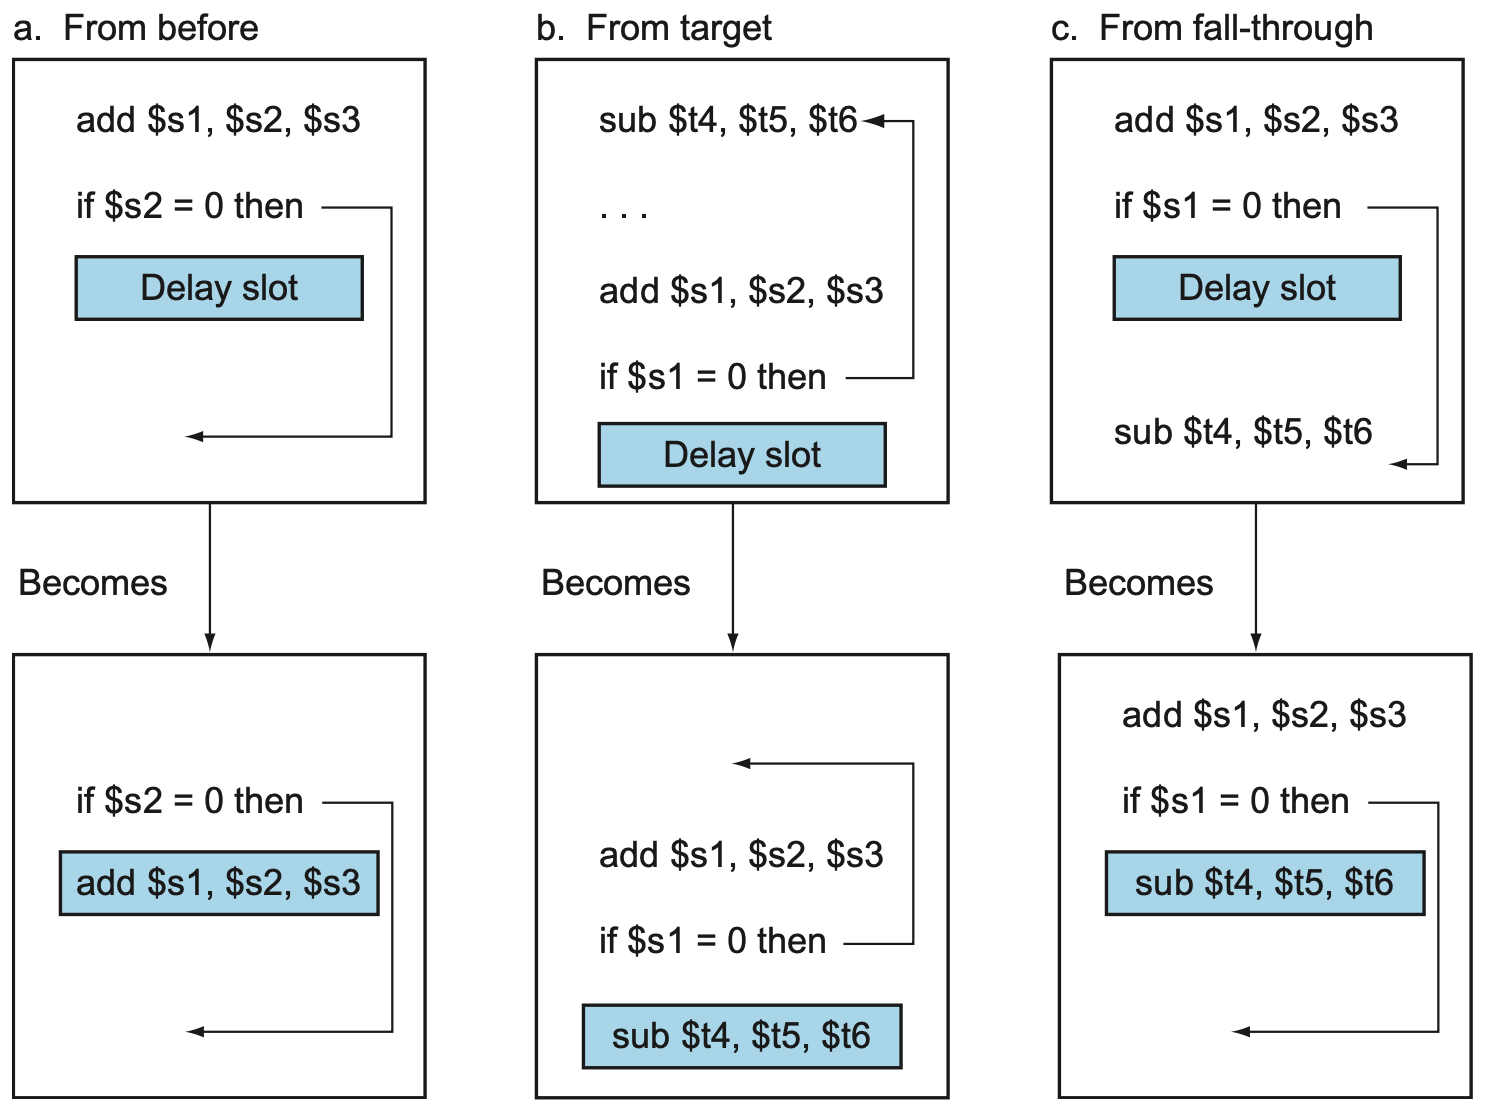 a. From before
add $s1, $s2, $s3
if $s2 = 0 then
Delay slot
Becomes
if $s2 = 0 then
add $s1, $s2, $s3
b. From target
sub $t4, $t5, $t6
. . .
add $s1, $s2, $s3
if $s1 = 0 then
Delay slot
Becomes
add $s1, $s2, $s3
if $s1 = 0 then
sub $t4, $t5, $t6
c. From fall-through
add $s1, $s2, $s3
if $s1 = 0 then
Delay slot
sub $t4, $t5, $t6
Becomes
add $s1, $s2, $s3
if $s1 = 0 then
sub $t4, $t5, $t6